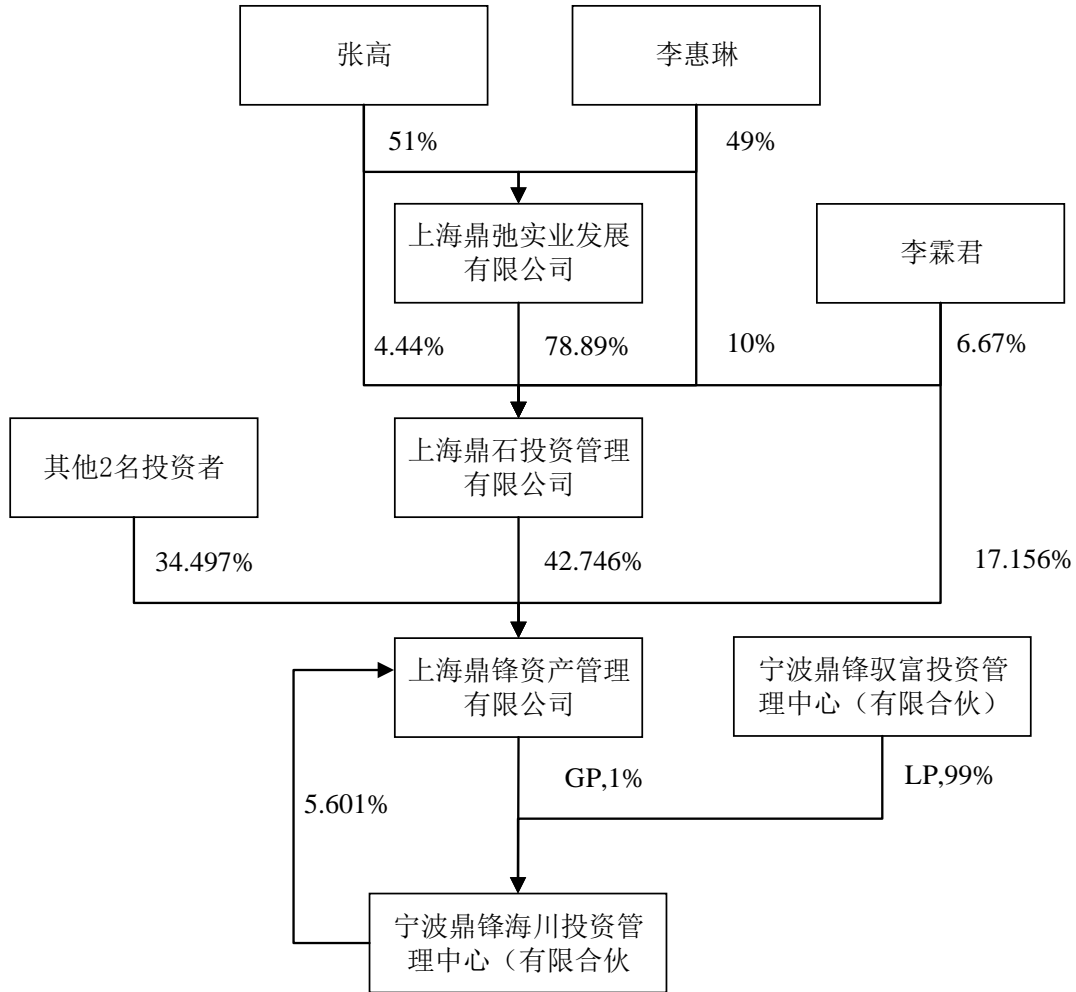 张高
李惠琳
51%
49%
上海鼎弛实业发展
有限公司
李霖君
4.44%
78.89%
10%
6.67%
其他2名投资者
上海鼎石投资管理
有限公司
34.497%
42.746%
17.156%
上海鼎锋资产管理
有限公司
宁波鼎锋驭富投资管
理中心（有限合伙）
5.601%
GP,1%
LP,99%
宁波鼎锋海川投资管
理中心（有限合伙